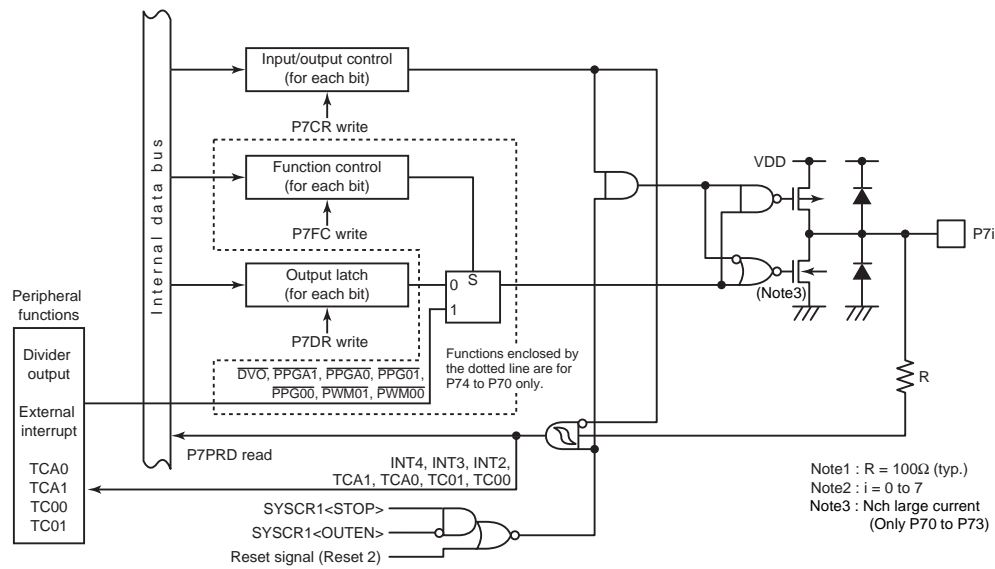 Input/output control
(for each bit)
P7CR write
Internal data bus
Function control
(for each bit)
P7FC write
Output latch
(for each bit)
P7DR write
S
0
1
Functions enclosed by
the dotted line are for
P74 to P70 only.
DVO, PPGA1, PPGA0, PPG01,
PPG00, PWM01, PWM00
Peripheral
functions
Divider
output
External
interrupt
TCA0
TCA1
TC00
TC01
P7PRD read
INT4, INT3, INT2,
TCA1, TCA0, TC01, TC00
SYSCR1<STOP>
SYSCR1<OUTEN>
Reset signal (Reset 2)
VDD
P7i
(Note3)
R
Note1 : R = 100Ω (typ.)
Note2 : i = 0 to 7
Note3 : Nch large current
(Only P70 to P73)